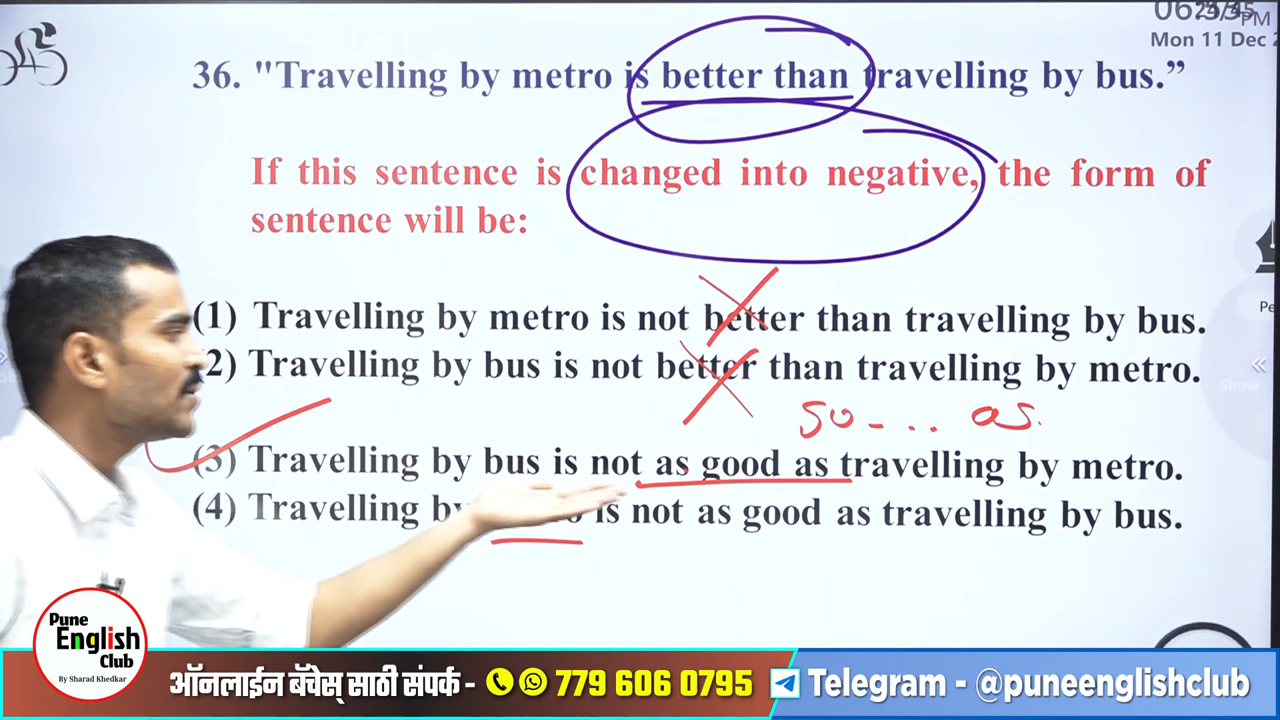 PM
Mon 11 Dec
36. "Travelling by metro is better than travelling by bus.”
If this sentence is changed into negative, the form of
sentence will be:
(1) Travelling by metro is not better than travelling by bus.
2) Travelling by bus is not better than travelling by metro.
so--.. as.
(3) Travelling by bus is not as good as travelling by metro.
(4) Travelling by is not as good as travelling by bus.
Show
Pune
English
Club
By Sharad Khedkar
ऑनलाईन बॅचेस् साठी संपर्क - 779 606 0795
Telegram - @puneenglishclub